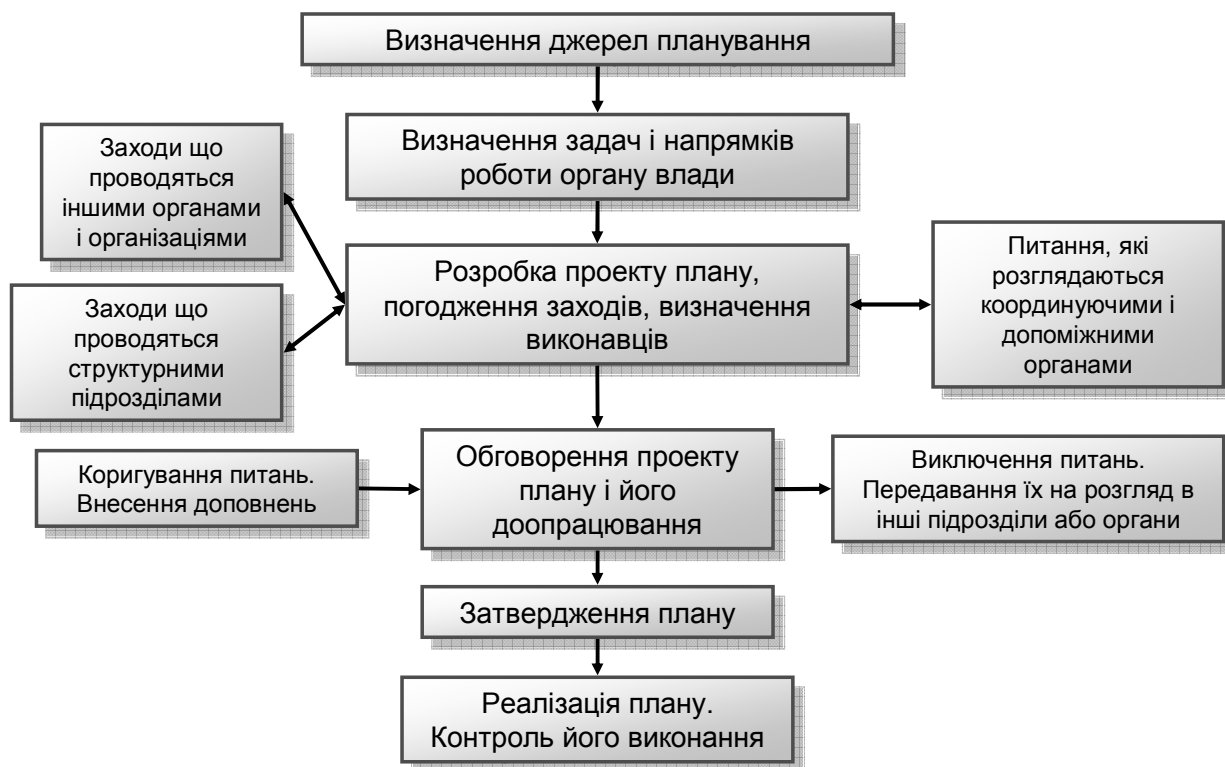 Визначення джерел планування
Визначення задач і напрямків
роботи органу влади
Заходи що
проводяться
іншими органами
і організаціями
Розробка проекту плану,
погодження заходів, визначення
виконавців
Питання, які
розглядаються
координуючими і
допоміжними
органами
Заходи що
проводяться
структурними
підрозділами
Коригування питань.
Внесення доповнень
Обговорення проекту
плану і його
доопрацювання
Виключення питань.
Передавання їх на розгляд в
інші підрозділи або органи
Затвердження плану
Реалізація плану.
Контроль його виконання